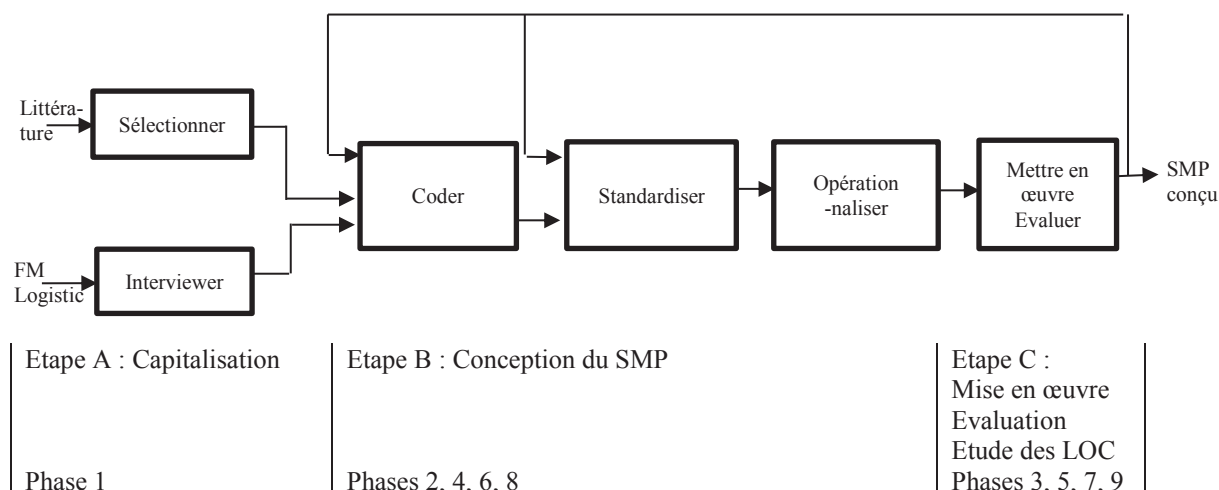 Littéra-
ture
Sélectionner
FM
Logistic
Interviewer
Coder
Standardiser
Opération
-naliser
Mettre en
œuvre
Evaluer
SMP
conçu
Etape A : Capitalisation
Phase 1
Etape B : Conception du SMP
Phases 2, 4, 6, 8
Etape C :
Mise en œuvre
Evaluation
Etude des LOC
Phases 3, 5, 7, 9